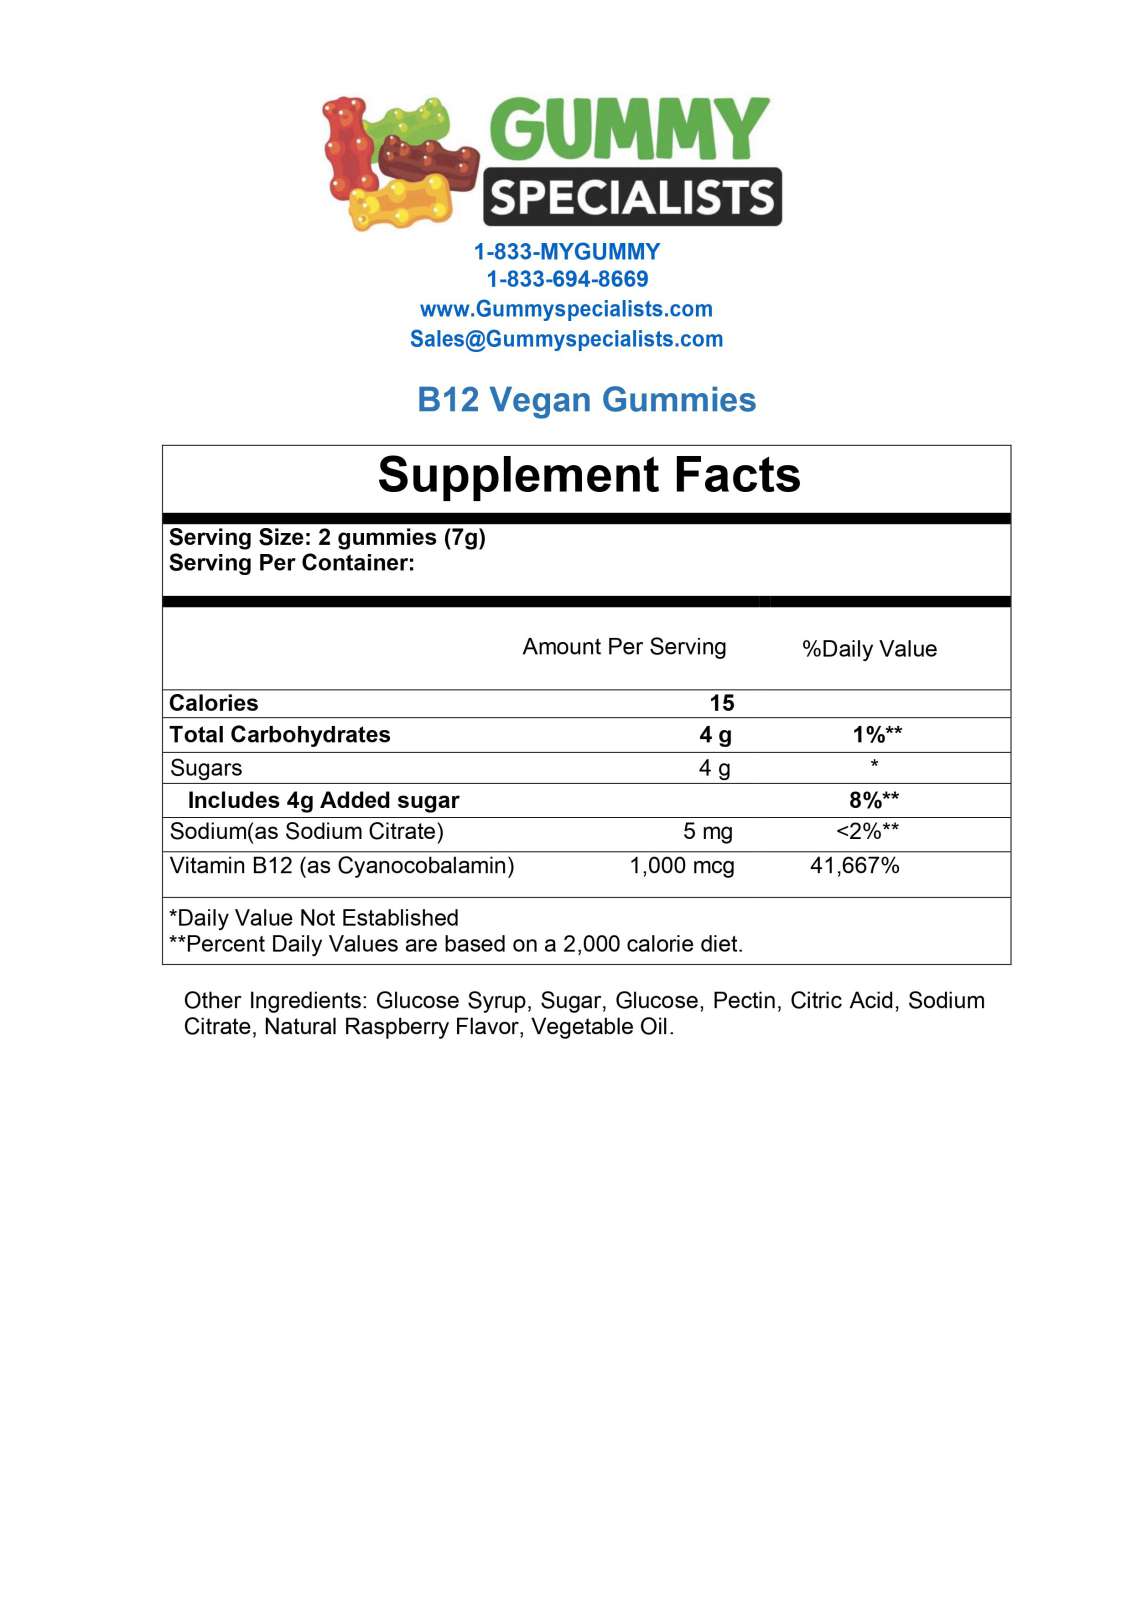 GUMMY
SPECIALISTS
1-833-MYGUMMY
1-833-694-8669
www.Gummyspecialists.com
Sales@Gummyspecialists.com
B12 Vegan Gummies
Supplement Facts
Serving Size: 2 gummies (7g)
Serving Per Container:
Amount Per Serving %Daily Value
Calories 15
Total Carbohydrates 4 g 1%**
Sugars 4 g *
Includes 4g Added sugar 8%**
Sodium(as Sodium Citrate) 5 mg <2%**
Vitamin B12 (as Cyanocobalamin) 1,000 mcg 41,667%
*Daily Value Not Established
**Percent Daily Values are based on a 2,000 calorie diet.
Other Ingredients: Glucose Syrup, Sugar, Glucose, Pectin, Citric Acid, Sodium
Citrate, Natural Raspberry Flavor, Vegetable Oil.